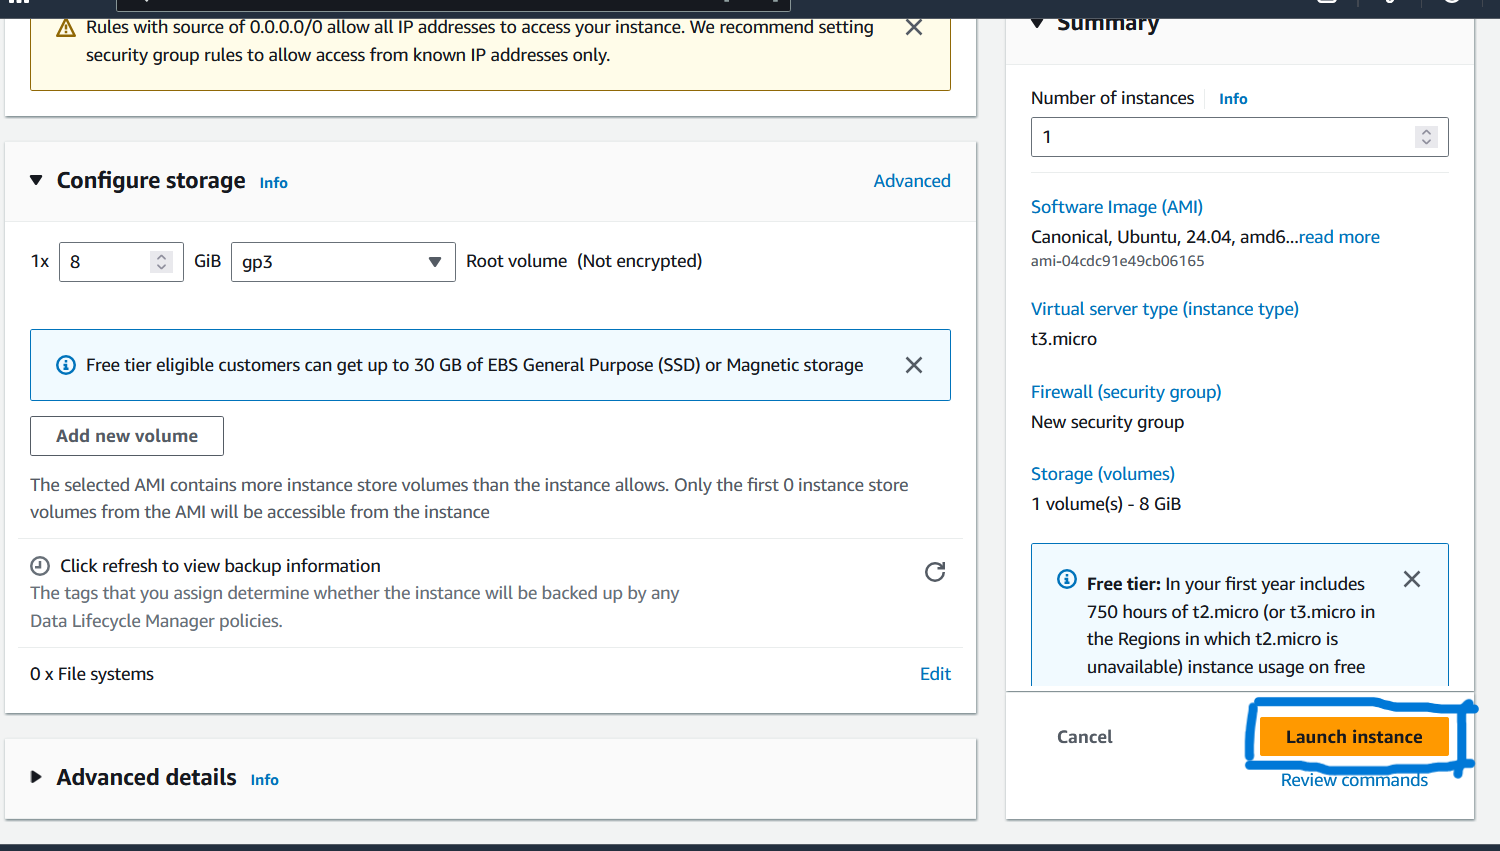 Rules with source of 0.0.0.0/0 allow all IP addresses to access your instance. We recommend setting
security group rules to allow access from known IP addresses only.
Configure storage Info
Advanced
1x 8 GiB gp3 Root volume (Not encrypted)
Free tier eligible customers can get up to 30 GB of EBS General Purpose (SSD) or Magnetic storage
Add new volume
The selected AMI contains more instance store volumes than the instance allows. Only the first 0 instance store
volumes from the AMI will be accessible from the instance
Click refresh to view backup information
The tags that you assign determine whether the instance will be backed up by any
Data Lifecycle Manager policies.
0 x File systems
Edit
Advanced details Info
Summary
Number of instances Info
1
Software Image (AMI)
Canonical, Ubuntu, 24.04, amd6...read more
ami-04cdc91e49cb06165
Virtual server type (instance type)
t3.micro
Firewall (security group)
New security group
Storage (volumes)
1 volume(s) - 8 GiB
Free tier: In your first year includes
750 hours of t2.micro (or t3.micro in
the Regions in which t2.micro is
unavailable) instance usage on free
Cancel
Launch instance
Review commands